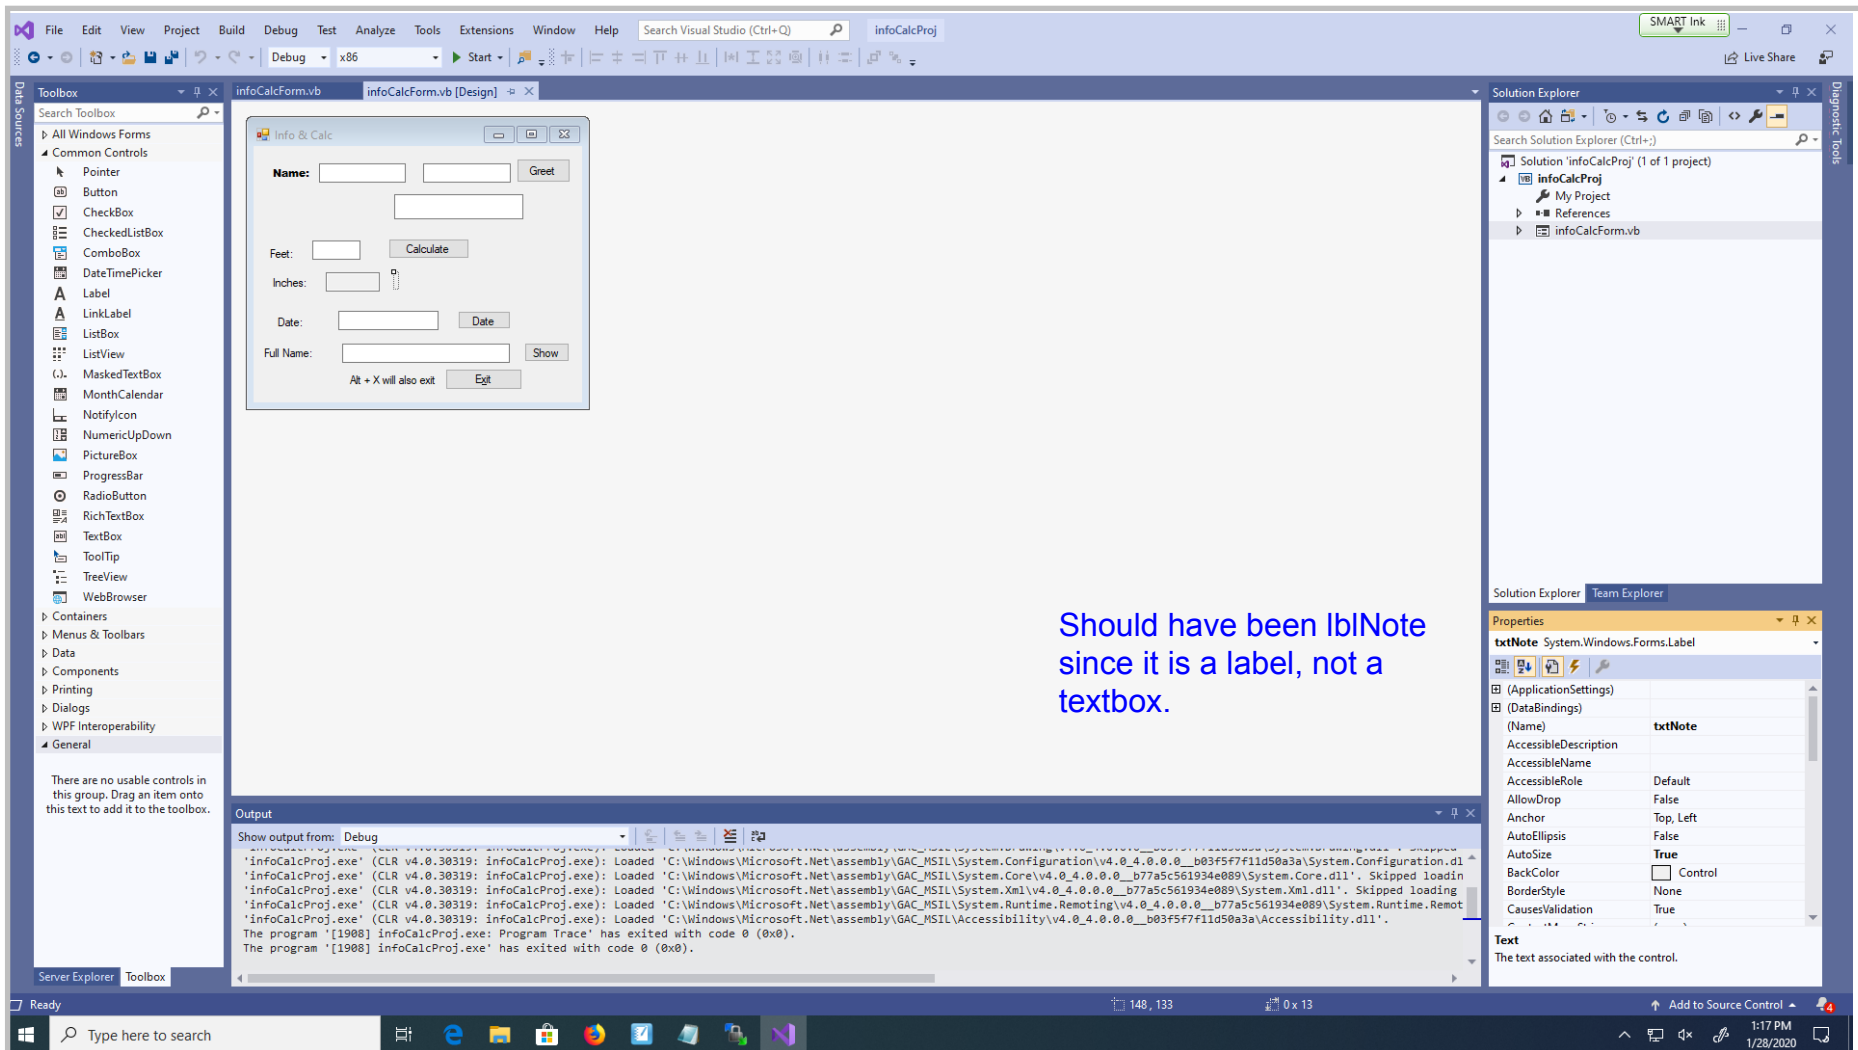 SMART Ink
File Edit View Project Build Debug Test Analyze Tools Extensions Window Help Search Visual Studio (Ctrl+Q) infoCalcProj
Debug x86 Start Live Share
Data Sources
Toolbox
Search Toolbox
All Windows Forms
Common Controls
Pointer
Button
CheckBox
CheckedListBox
ComboBox
DateTimePicker
Label
LinkLabel
ListBox
ListView
MaskedTextBox
MonthCalendar
NotifyIcon
NumericUpDown
PictureBox
ProgressBar
RadioButton
RichTextBox
TextBox
ToolTip
TreeView
WebBrowser
Containers
Menus & Toolbars
Data
Components
Printing
Dialogs
WPF Interoperability
General
There are no usable controls in
this group. Drag an item onto
this text to add it to the toolbox.
Server Explorer Toolbox
infoCalcForm.vb infoCalcForm.vb [Design]
Info & Calc
Name: Greet
Feet: Calculate
Inches:
Date: Date
Full Name: Show
Alt + X will also exit Exit
Should have been lblNote
since it is a label, not a
textbox.
Output
Show output from: Debug
'infoCalcProj.exe' (CLR v4.0.30319: infoCalcProj.exe): Loaded 'C:\Windows\Microsoft.Net\assembly\GAC_MSIL\System.Configuration\v4.0_4.0.0.0__b03f5f7f11d50a3a\System.Configuration.dl
'infoCalcProj.exe' (CLR v4.0.30319: infoCalcProj.exe): Loaded 'C:\Windows\Microsoft.Net\assembly\GAC_MSIL\System.Core\v4.0_4.0.0.0__b77a5c561934e089\System.Core.dll'. Skipped loadin
'infoCalcProj.exe' (CLR v4.0.30319: infoCalcProj.exe): Loaded 'C:\Windows\Microsoft.Net\assembly\GAC_MSIL\System.Xml\v4.0_4.0.0.0__b77a5c561934e089\System.Xml.dll'. Skipped loading
'infoCalcProj.exe' (CLR v4.0.30319: infoCalcProj.exe): Loaded 'C:\Windows\Microsoft.Net\assembly\GAC_MSIL\System.Runtime.Remoting\v4.0_4.0.0.0__b77a5c561934e089\System.Runtime.Remot
'infoCalcProj.exe' (CLR v4.0.30319: infoCalcProj.exe): Loaded 'C:\Windows\Microsoft.Net\assembly\GAC_MSIL\Accessibility\v4.0_4.0.0.0__b03f5f7f11d50a3a\Accessibility.dll'.
The program '[1908] infoCalcProj.exe: Program Trace' has exited with code 0 (0x0).
The program '[1908] infoCalcProj.exe' has exited with code 0 (0x0).
Solution Explorer
Search Solution Explorer (Ctrl+;)
Solution 'infoCalcProj' (1 of 1 project)
infoCalcProj
My Project
References
infoCalcForm.vb
Solution Explorer Team Explorer
Diagnostic Tools
Properties
txtNote System.Windows.Forms.Label
(ApplicationSettings)
(DataBindings)
(Name) txtNote
AccessibleDescription
AccessibleName
AccessibleRole Default
AllowDrop False
Anchor Top, Left
AutoEllipsis False
AutoSize True
BackColor Control
BorderStyle None
CausesValidation True
Text
The text associated with the control.
Ready 148 , 133 0 x 13 Add to Source Control 4
Type here to search 1:17 PM
1/28/2020